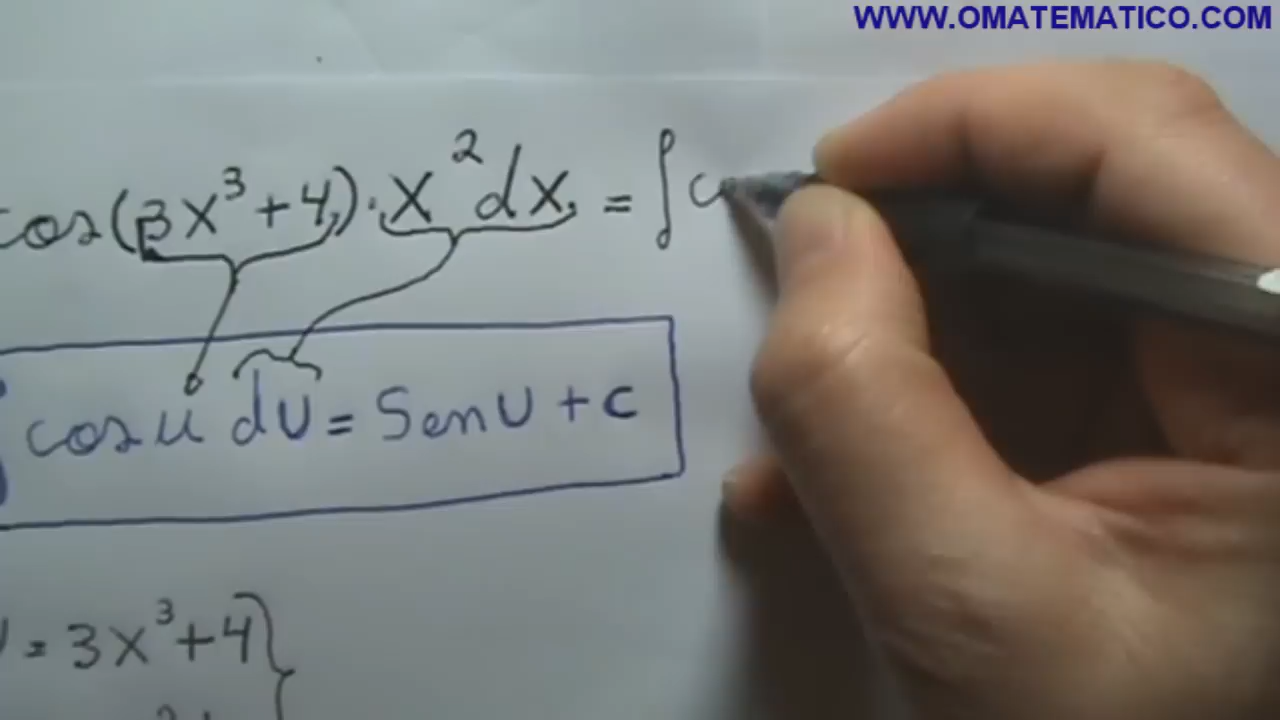 WWW.OMATEMATICO.COM
cos(3x³+4)·x²dx = ∫c
cos u du = Sen u + c
u = 3x³+4